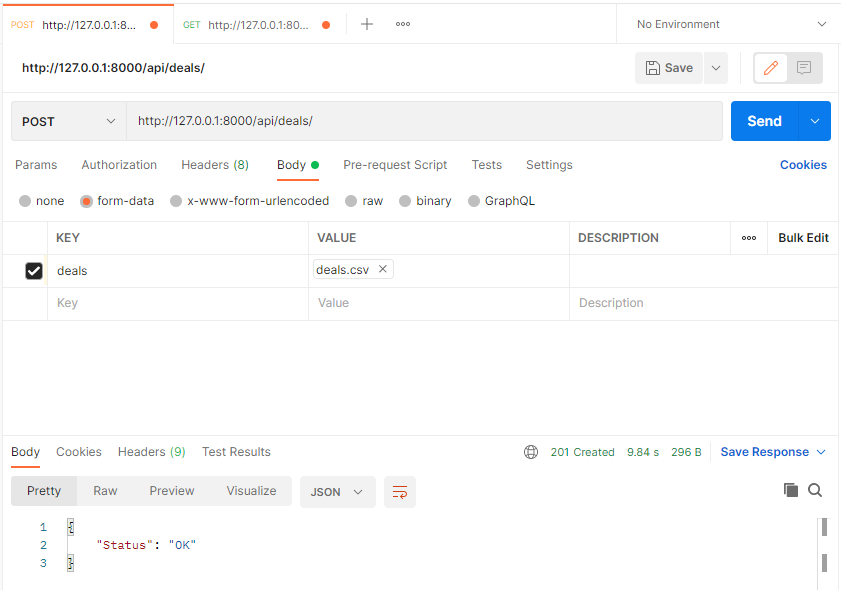 POST http://127.0.0.1:8... GET http://127.0.0.1:80... No Environment
http://127.0.0.1:8000/api/deals/ Save
POST http://127.0.0.1:8000/api/deals/ Send
Params Authorization Headers (8) Body Pre-request Script Tests Settings Cookies
none form-data x-www-form-urlencoded raw binary GraphQL
KEY VALUE DESCRIPTION Bulk Edit
deals deals.csv
Key Value Description
Body Cookies Headers (9) Test Results 201 Created 9.84 s 296 B Save Response
Pretty Raw Preview Visualize JSON
1 {
2 "Status": "OK"
3 }